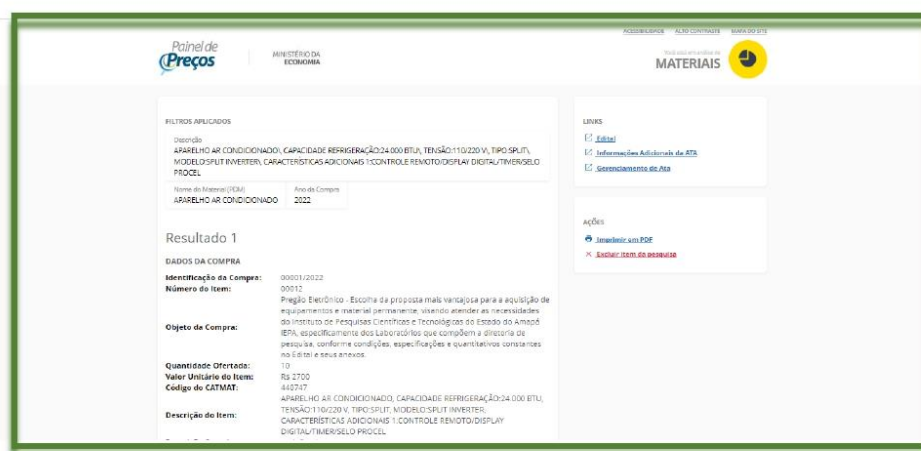 ACESSIBILIDADE ALTO CONTRASTE MAPA DO SITE
Painel de
Preços
MINISTÉRIO DA
ECONOMIA
MATERIAIS
FILTROS APLICADOS
Descrição
APARELHO AR CONDICIONADO\, CAPACIDADE REFRIGERAÇÃO:24.000 BTU\, TENSÃO:110/220 V\, TIPO:SPLIT\,
MODELO:SPLIT INVERTER\, CARACTERÍSTICAS ADICIONAIS 1:CONTROLE REMOTO/DISPLAY DIGITAL/TIMER/SELO
PROCEL
Nome do Material (PDM) Ano da Compra
APARELHO AR CONDICIONADO 2022
Resultado 1
DADOS DA COMPRA
Identificação da Compra: 00001/2022
Número do Item: 00012
Objeto da Compra: Pregão Eletrônico - Escolha da proposta mais vantajosa para a aquisição de
equipamentos e material permanente, visando atender as necessidades
do Instituto de Pesquisas Científicas e Tecnológicas do Estado do Amapá
IEPA, especificamente dos Laboratórios que compõem a diretoria de
pesquisa, conforme condições, especificações e quantitativos constantes
no Edital e seus anexos.
Quantidade Ofertada: 10
Valor Unitário do Item: R$ 2700
Código do CATMAT: 440747
Descrição do Item: APARELHO AR CONDICIONADO, CAPACIDADE REFRIGERAÇÃO:24.000 BTU,
TENSÃO:110/220 V, TIPO:SPLIT, MODELO:SPLIT INVERTER,
CARACTERÍSTICAS ADICIONAIS 1:CONTROLE REMOTO/DISPLAY
DIGITAL/TIMER/SELO PROCEL
LINKS
Edital
Informações Adicionais da ATA
Gerenciamento de Ata
AÇÕES
Imprimir em PDF
Excluir item da pesquisa